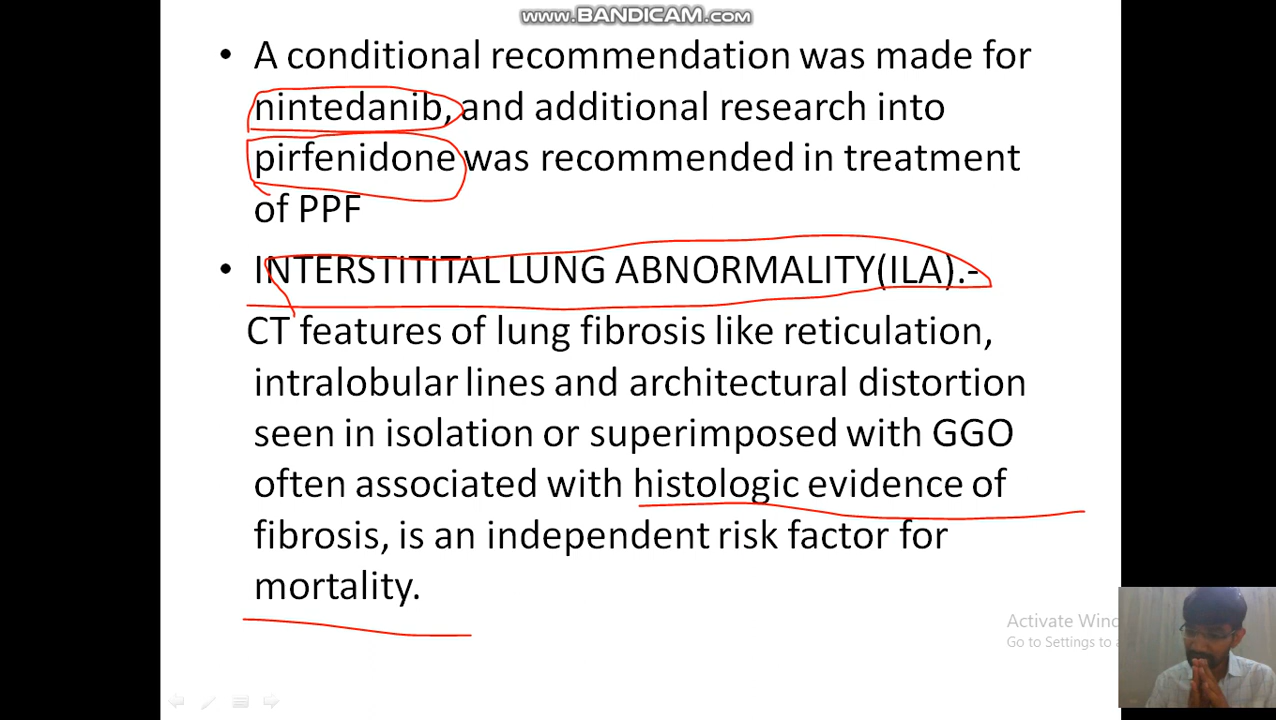 www.BANDICAM.com
• A conditional recommendation was made for
nintedanib, and additional research into
pirfenidone was recommended in treatment
of PPF
• INTERSTITITAL LUNG ABNORMALITY(ILA).-
CT features of lung fibrosis like reticulation,
intralobular lines and architectural distortion
seen in isolation or superimposed with GGO
often associated with histologic evidence of
fibrosis, is an independent risk factor for
mortality.
Activate Wind
Go to Settings to a